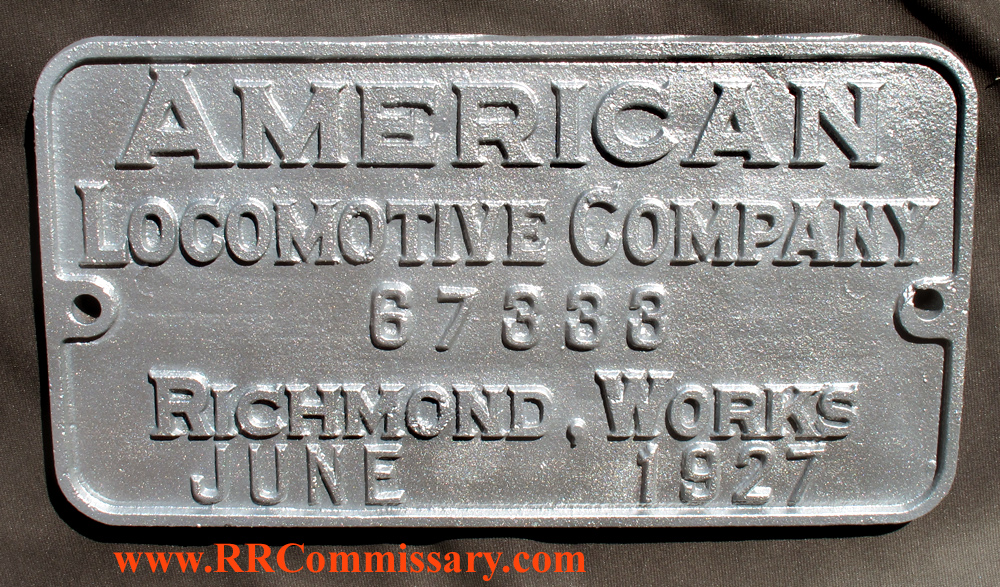 AMERICAN
LOCOMOTIVE COMPANY
67333
RICHMOND, WORKS
JUNE 1927
www.RRCommissary.com